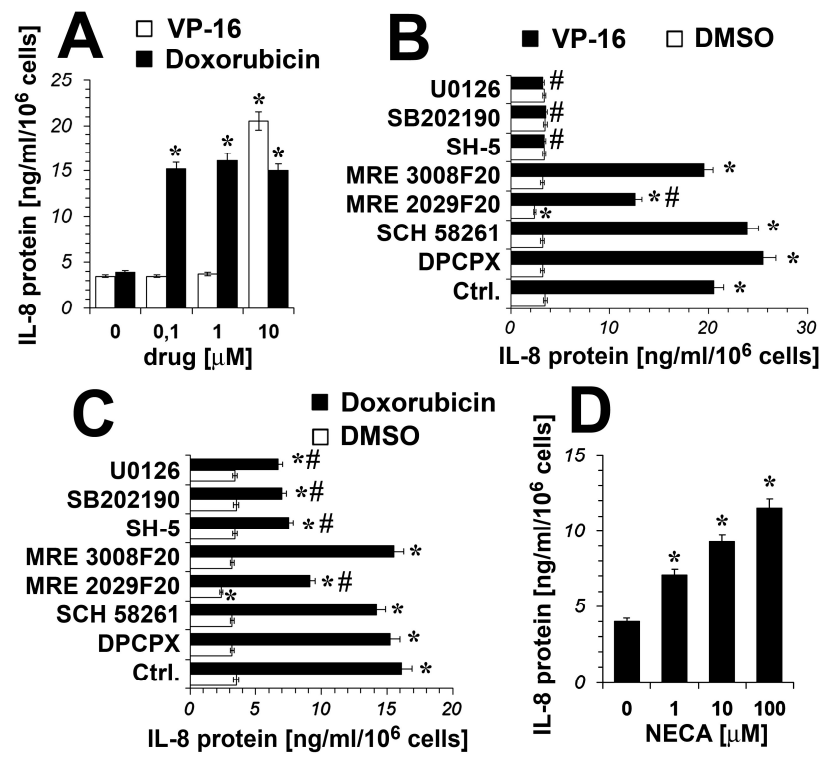 A
VP-16
Doxorubicin
IL-8 protein [ng/ml/10⁶ cells]
25
20
15
10
5
0
* * * *
0 0,1 1 10
drug [μM]
B
VP-16 DMSO
U0126 #
SB202190 #
SH-5 #
MRE 3008F20 *
MRE 2029F20 * #
*
SCH 58261 *
DPCPX *
Ctrl. *
0 10 20 30
IL-8 protein [ng/ml/10⁶ cells]
C
Doxorubicin
DMSO
U0126 *#
SB202190 *#
SH-5 *#
MRE 3008F20 *
MRE 2029F20 * #
*
SCH 58261 *
DPCPX *
Ctrl. *
0 5 10 15 20
IL-8 protein [ng/ml/10⁶ cells]
D
IL-8 protein [ng/ml/10⁶ cells]
15
10
5
0
* * *
0 1 10 100
NECA [μM]